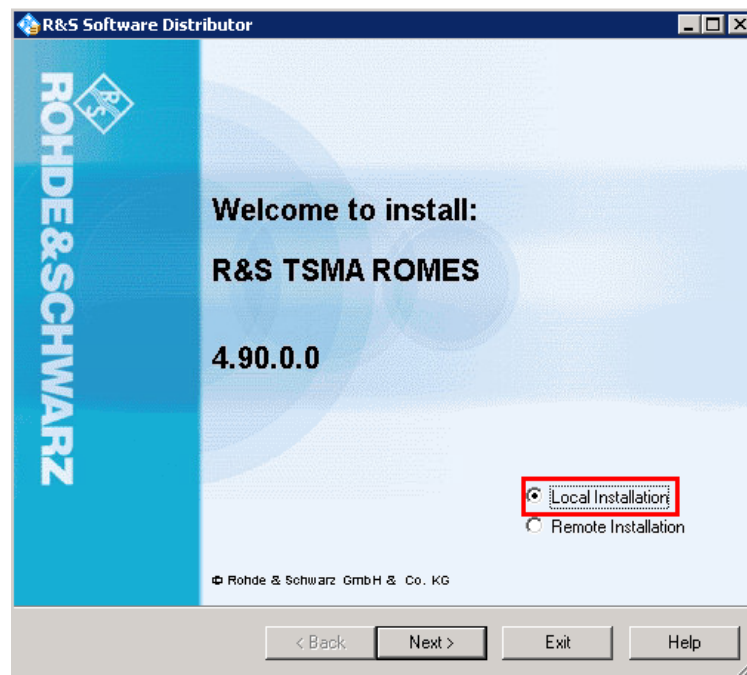 R&S Software Distributor
ROHDE&SCHWARZ
R&S
Welcome to install:
R&S TSMA ROMES
4.90.0.0
Local Installation
Remote Installation
© Rohde & Schwarz GmbH & Co. KG
< Back
Next >
Exit
Help